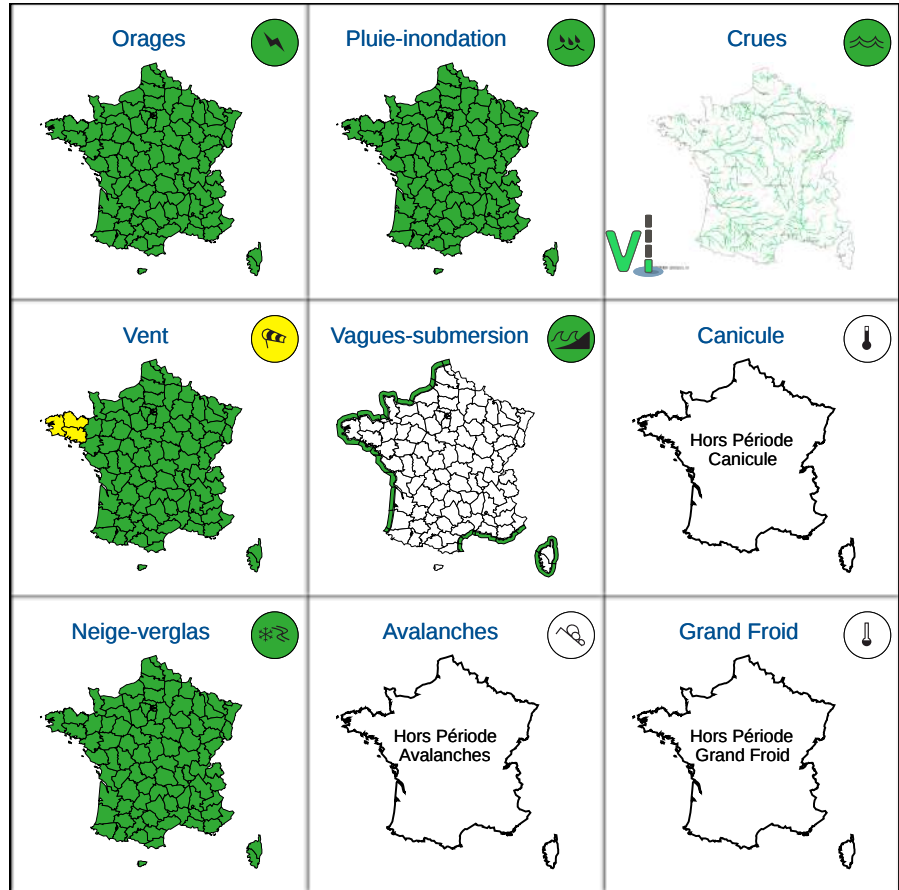 Orages
Pluie-inondation
Crues
Vi
Vent
Vagues-submersion
Canicule
Hors Période
Canicule
Neige-verglas
Avalanches
Hors Période
Avalanches
Grand Froid
Hors Période
Grand Froid